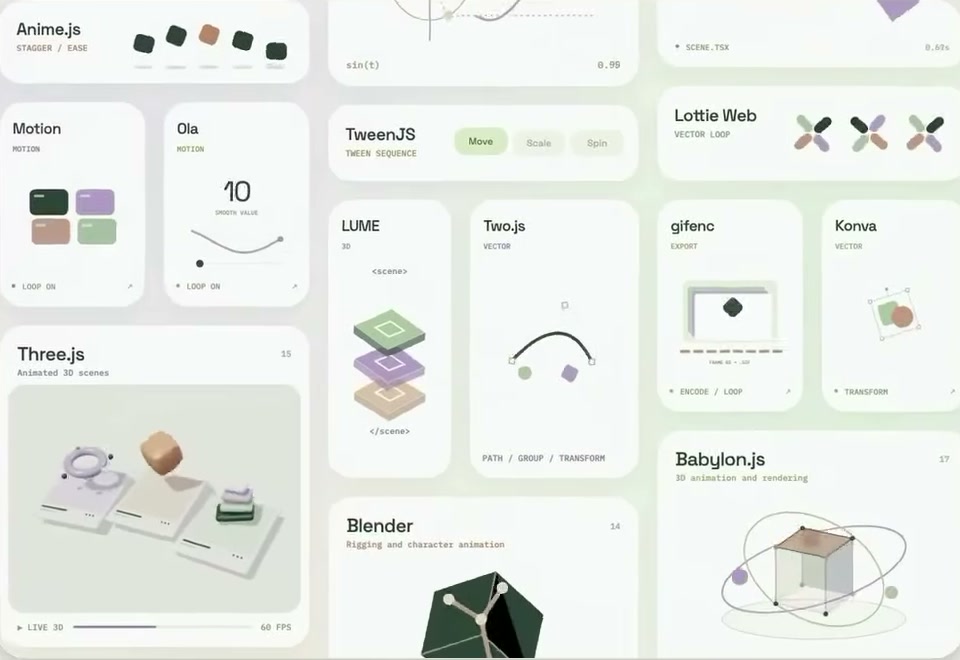 Anime.js
STAGGER / EASE
Motion
MOTION
LOOP ON
Ola
MOTION
10
SMOOTH VALUE
LOOP ON
Three.js
15
Animated 3D scenes
▶ LIVE 3D
60 FPS
sin(t)
0.99
TweenJS
TWEEN SEQUENCE
Move
Scale
Spin
LUME
3D
<scene>
</scene>
Two.js
VECTOR
PATH / GROUP / TRANSFORM
Blender
14
Rigging and character animation
SCENE.TSX
Lottie Web
VECTOR LOOP
gifenc
EXPORT
ENCODE / LOOP
Konva
VECTOR
TRANSFORM
Babylon.js
17
3D animation and rendering